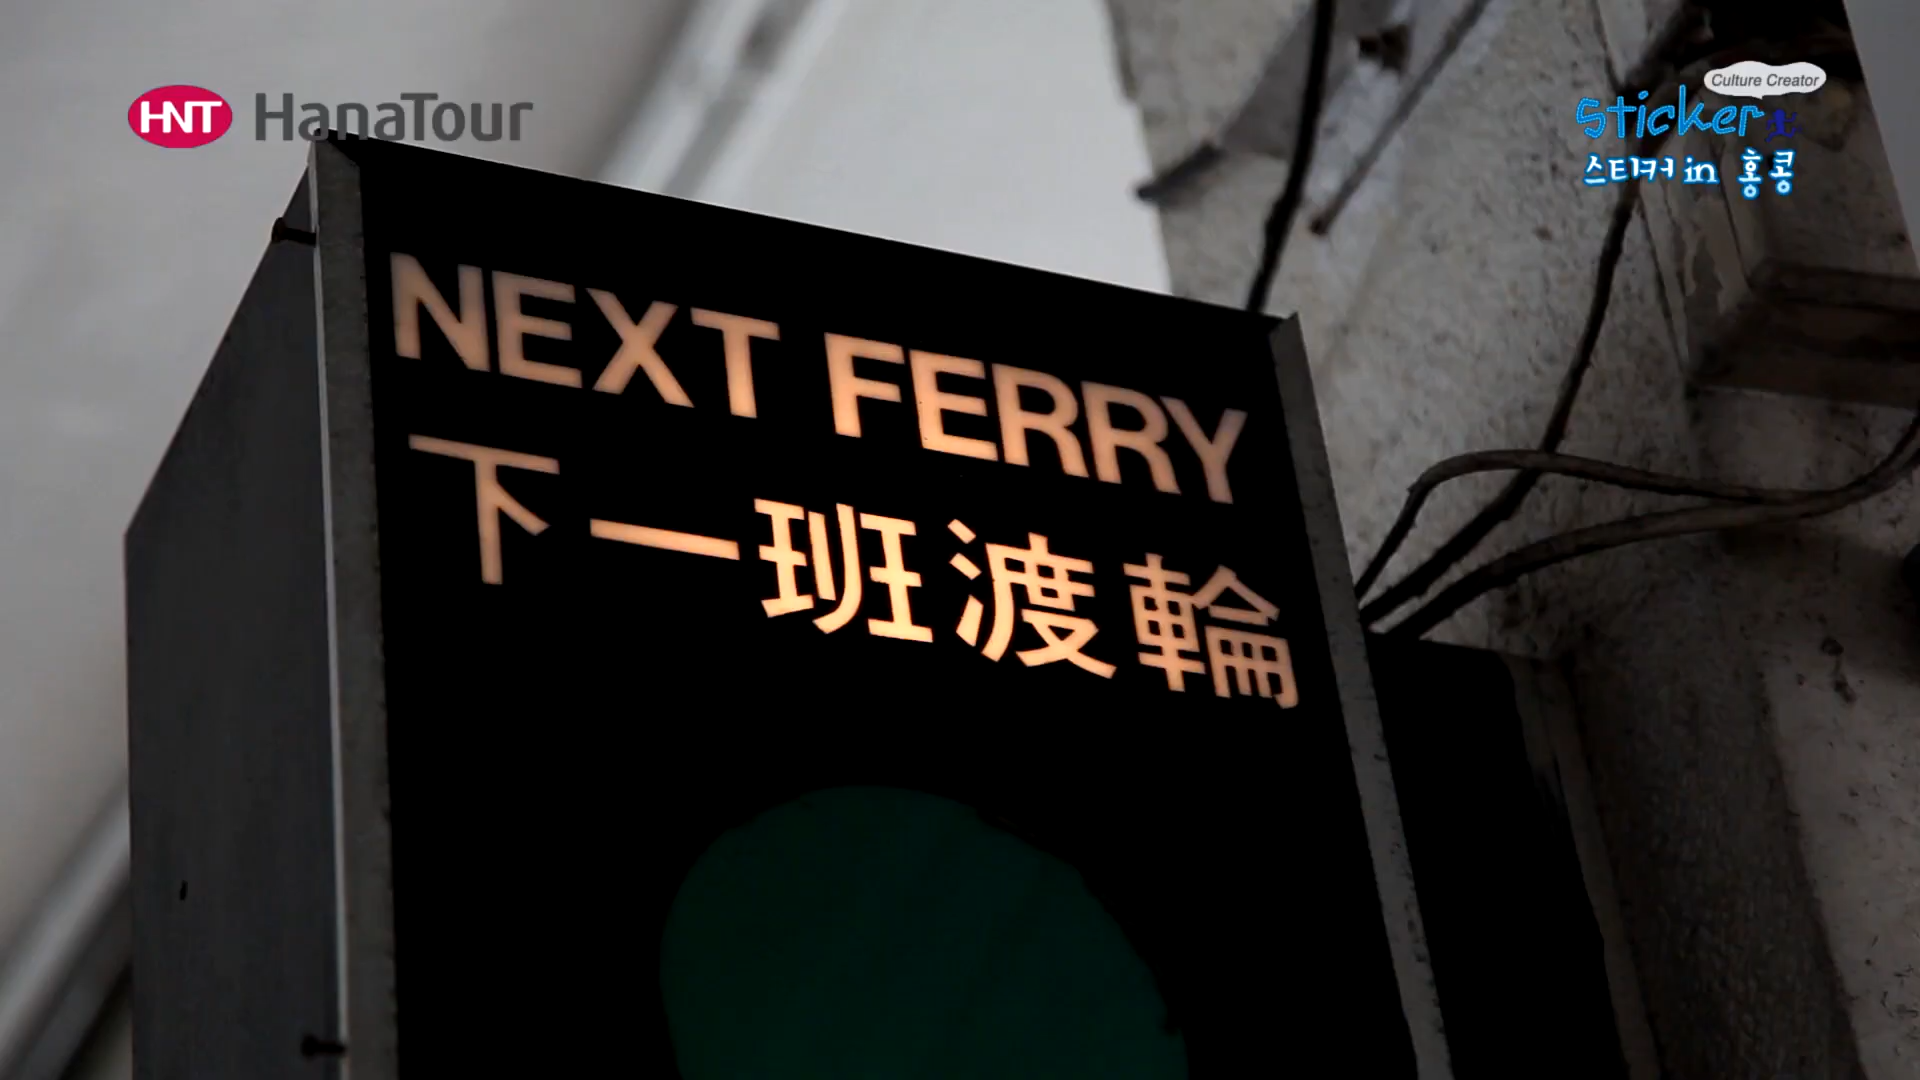 HNT HanaTour
Culture Creator
Sticker
스티커 in 홍콩
NEXT FERRY
下一班渡輪